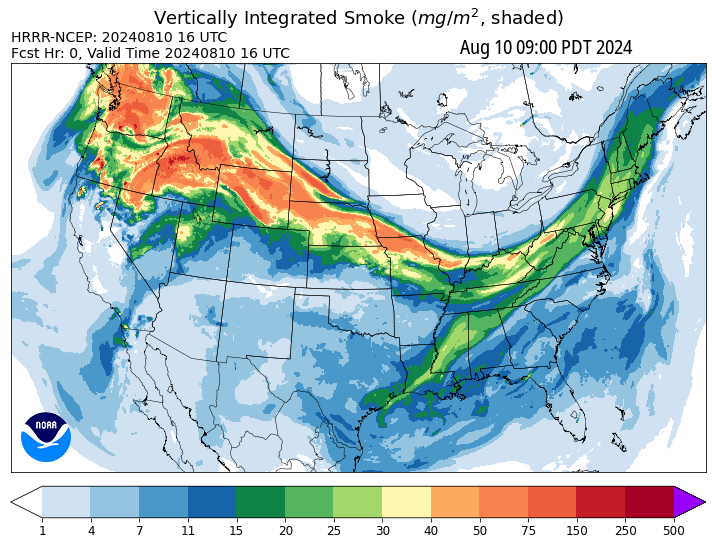 Vertically Integrated Smoke (mg/m², shaded)
HRRR-NCEP: 20240810 16 UTC
Fcst Hr: 0, Valid Time 20240810 16 UTC
Aug 10 09:00 PDT 2024
NOAA
1 4 7 11 15 20 25 30 40 50 75 150 250 500